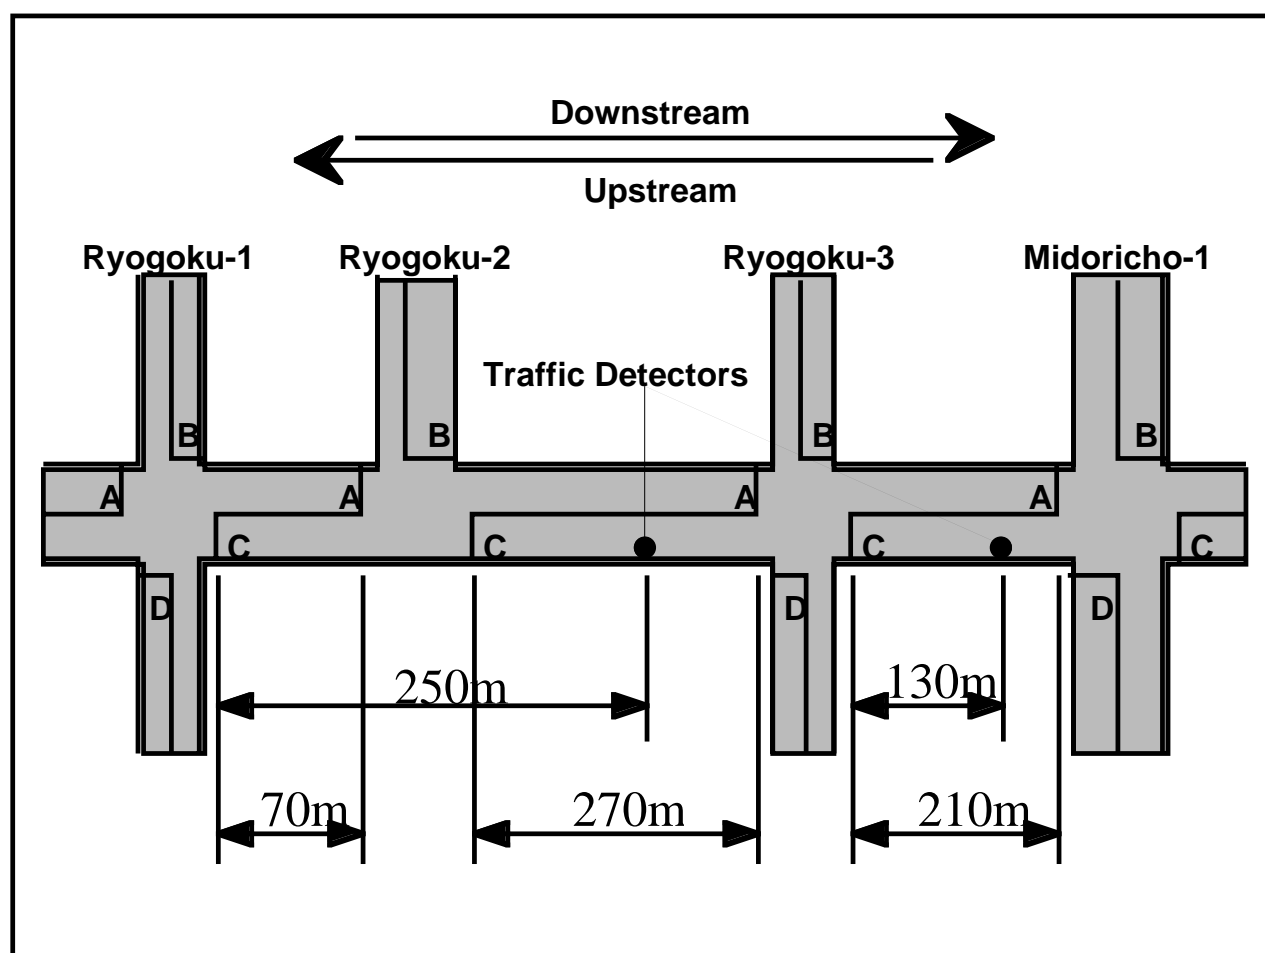 Downstream
Upstream
Ryogoku-1 Ryogoku-2 Ryogoku-3 Midoricho-1
Traffic Detectors
B B B B
A A A A
C C C C
D D D
250m 130m
70m 270m 210m